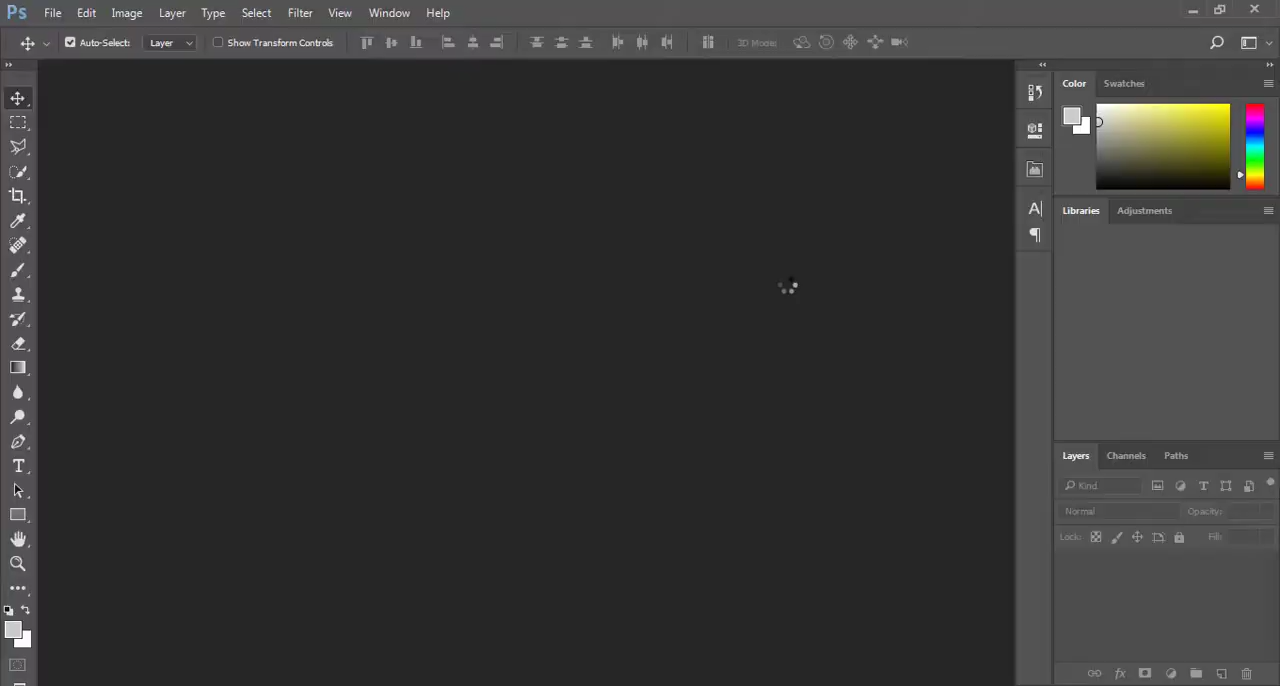 Ps File Edit Image Layer Type Select Filter View Window Help
Auto-Select: Layer Show Transform Controls 3D Mode:
Color Swatches
Libraries Adjustments
Layers Channels Paths
Kind
Normal Opacity:
Lock: Fill: